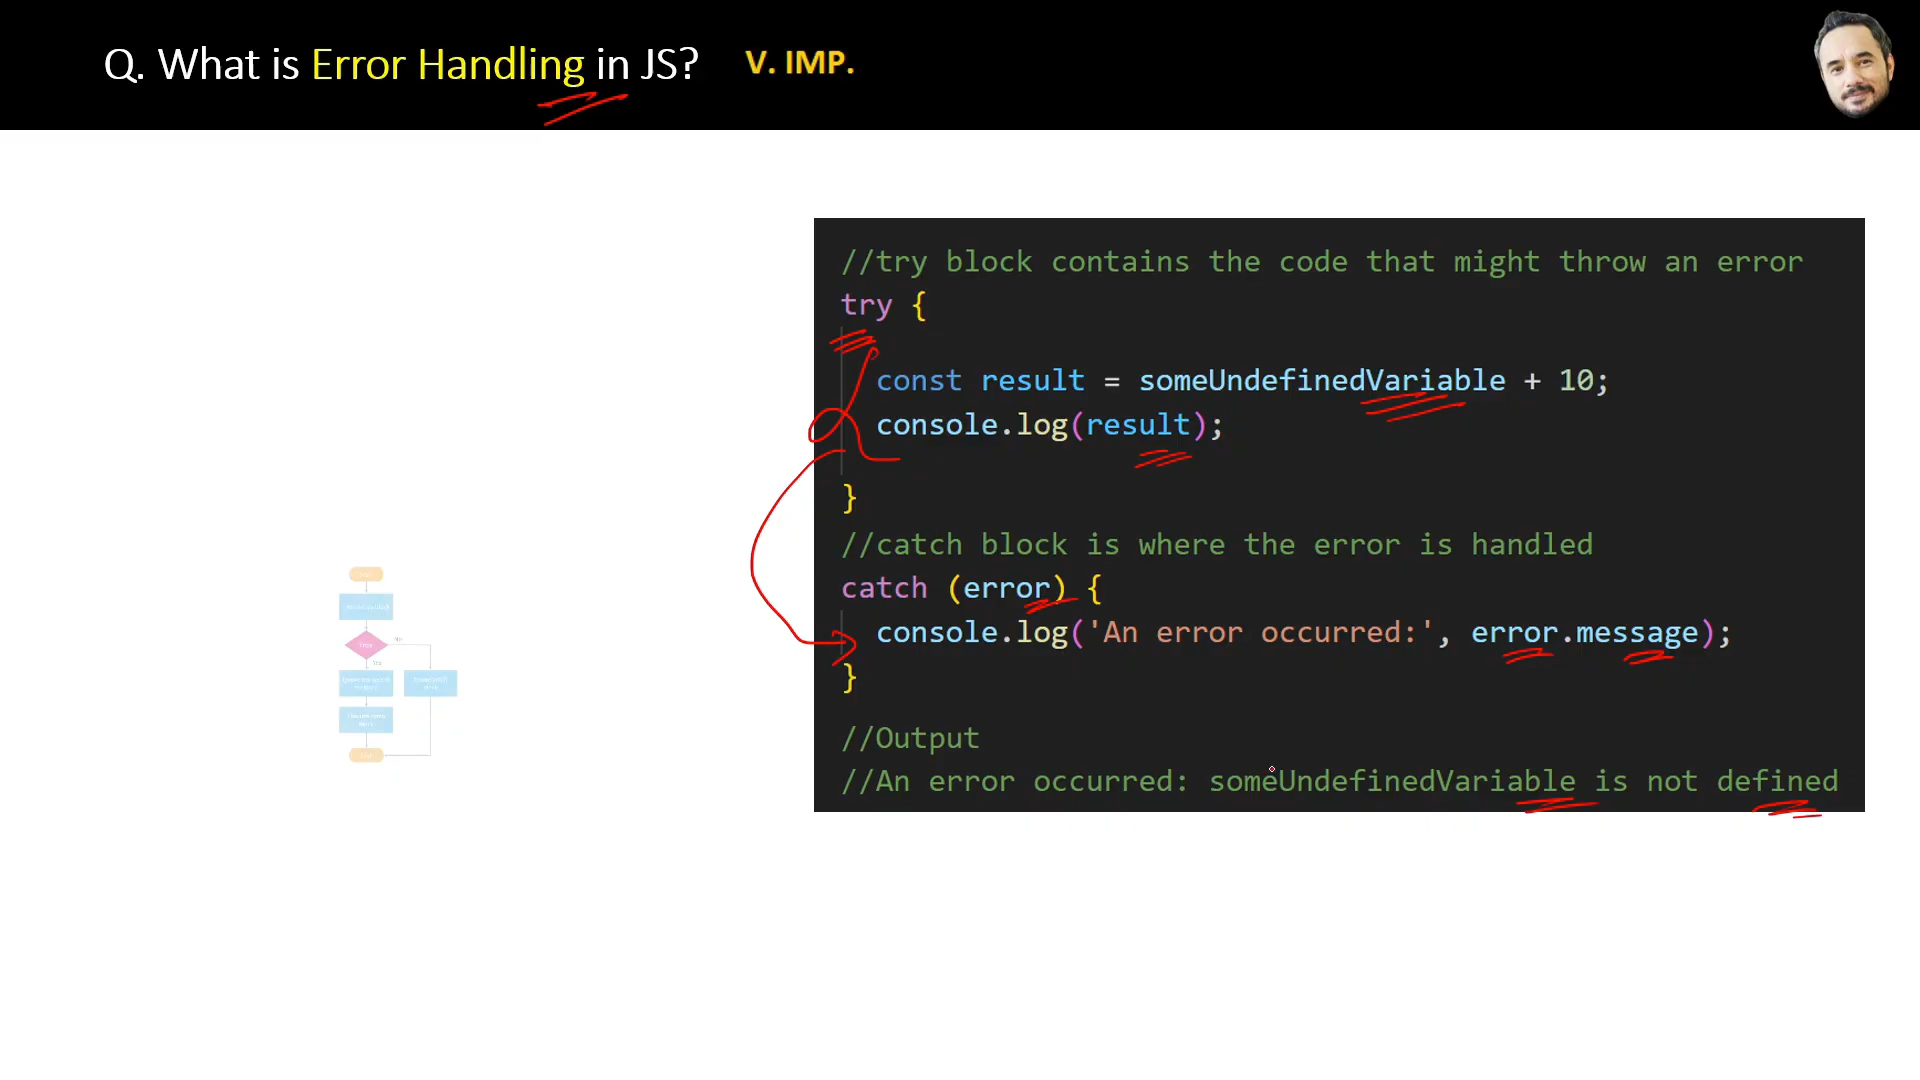 Q. What is Error Handling in JS? V. IMP.
//try block contains the code that might throw an error
try {
const result = someUndefinedVariable + 10;
console.log(result);
}
//catch block is where the error is handled
catch (error) {
console.log('An error occurred:', error.message);
}
//Output
//An error occurred: someUndefinedVariable is not defined
No
Yes